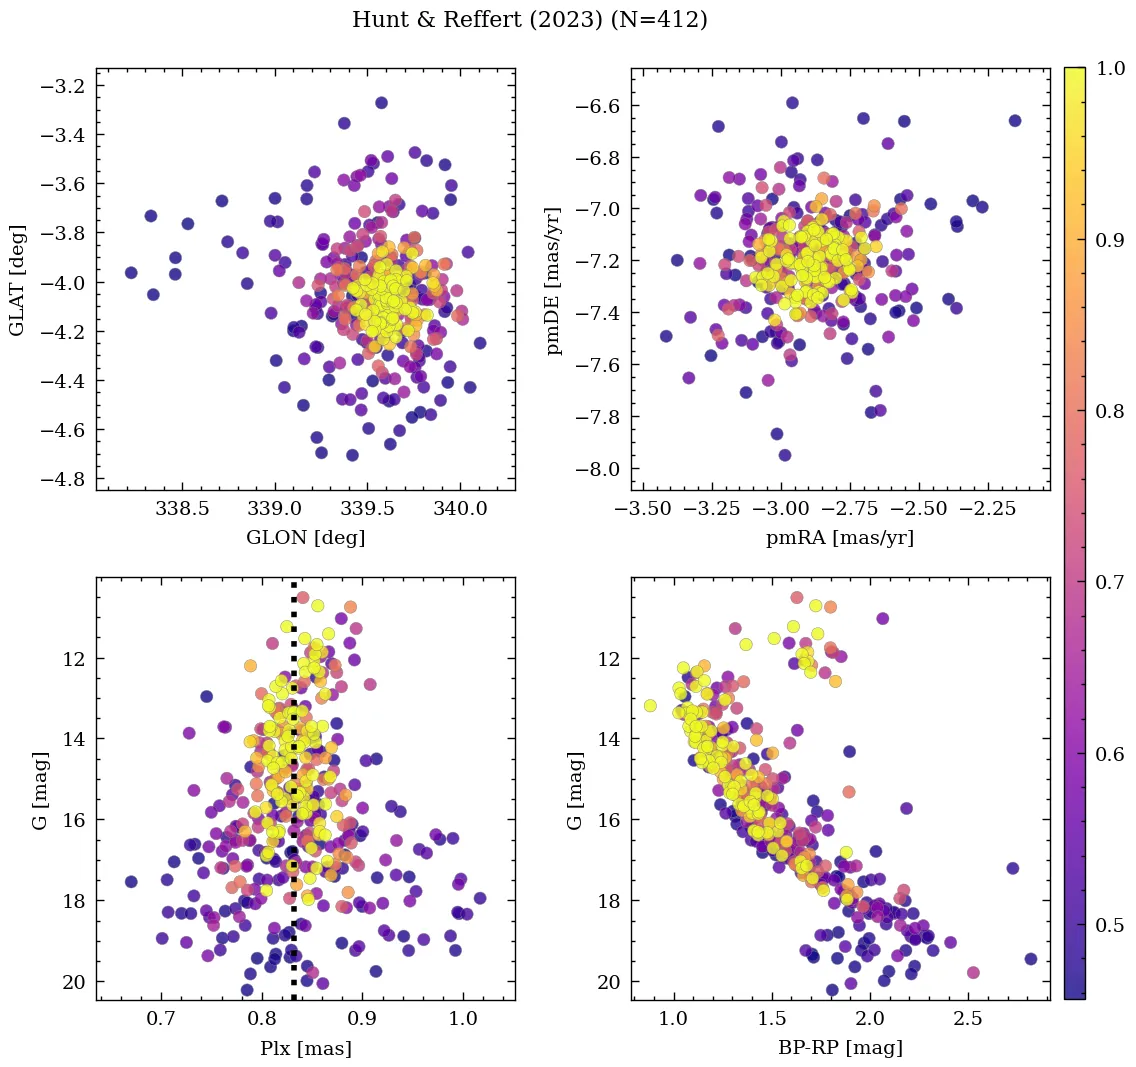 Hunt & Reffert (2023) (N=412)
−3.2
−3.4
−3.6
−3.8
−4.0
−4.2
−4.4
−4.6
−4.8
GLAT [deg]
338.5 339.0 339.5 340.0
GLON [deg]
−6.6
−6.8
−7.0
−7.2
−7.4
−7.6
−7.8
−8.0
pmDE [mas/yr]
−3.50 −3.25 −3.00 −2.75 −2.50 −2.25
pmRA [mas/yr]
12
14
16
18
20
G [mag]
0.7 0.8 0.9 1.0
Plx [mas]
12
14
16
18
20
G [mag]
1.0 1.5 2.0 2.5
BP-RP [mag]
1.0
0.9
0.8
0.7
0.6
0.5